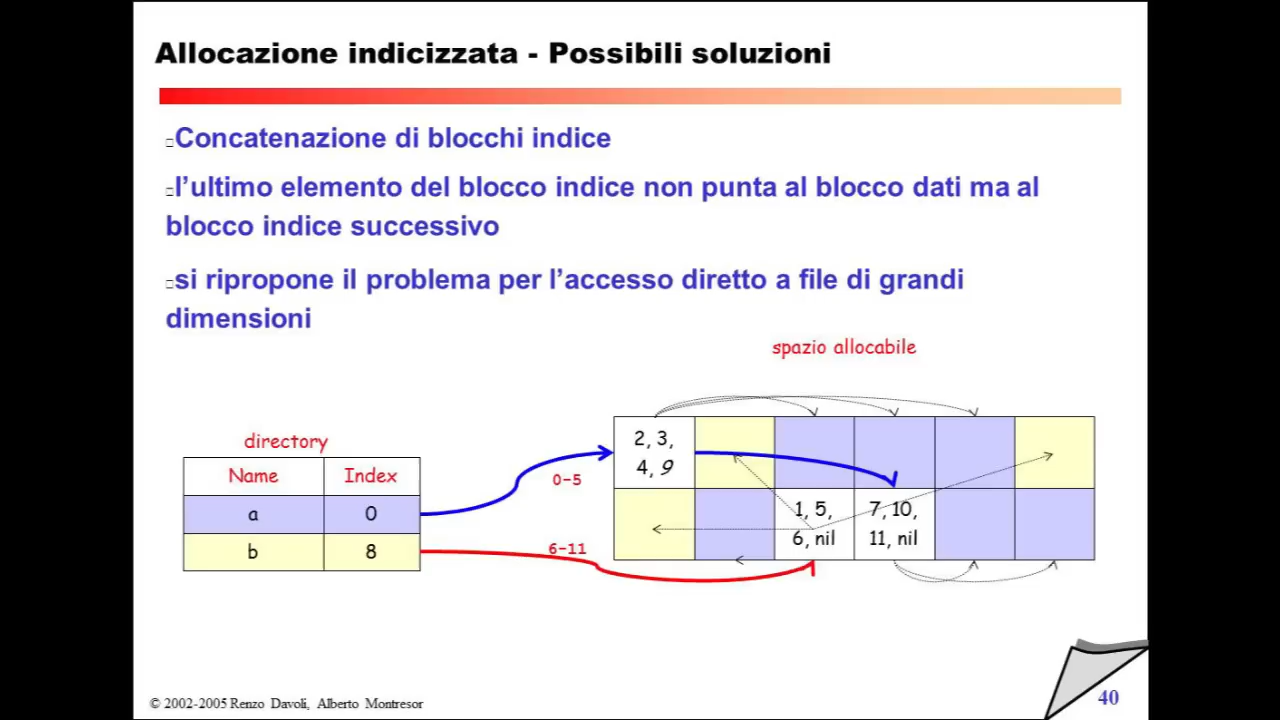 Allocazione indicizzata - Possibili soluzioni
Concatenazione di blocchi indice
l’ultimo elemento del blocco indice non punta al blocco dati ma al
blocco indice successivo
si ripropone il problema per l’accesso diretto a file di grandi
dimensioni
spazio allocabile
directory
Name Index
a 0
b 8
0-5
6-11
2, 3,
4, 9
1, 5,
6, nil
7, 10,
11, nil
© 2002-2005 Renzo Davoli, Alberto Montresor
40